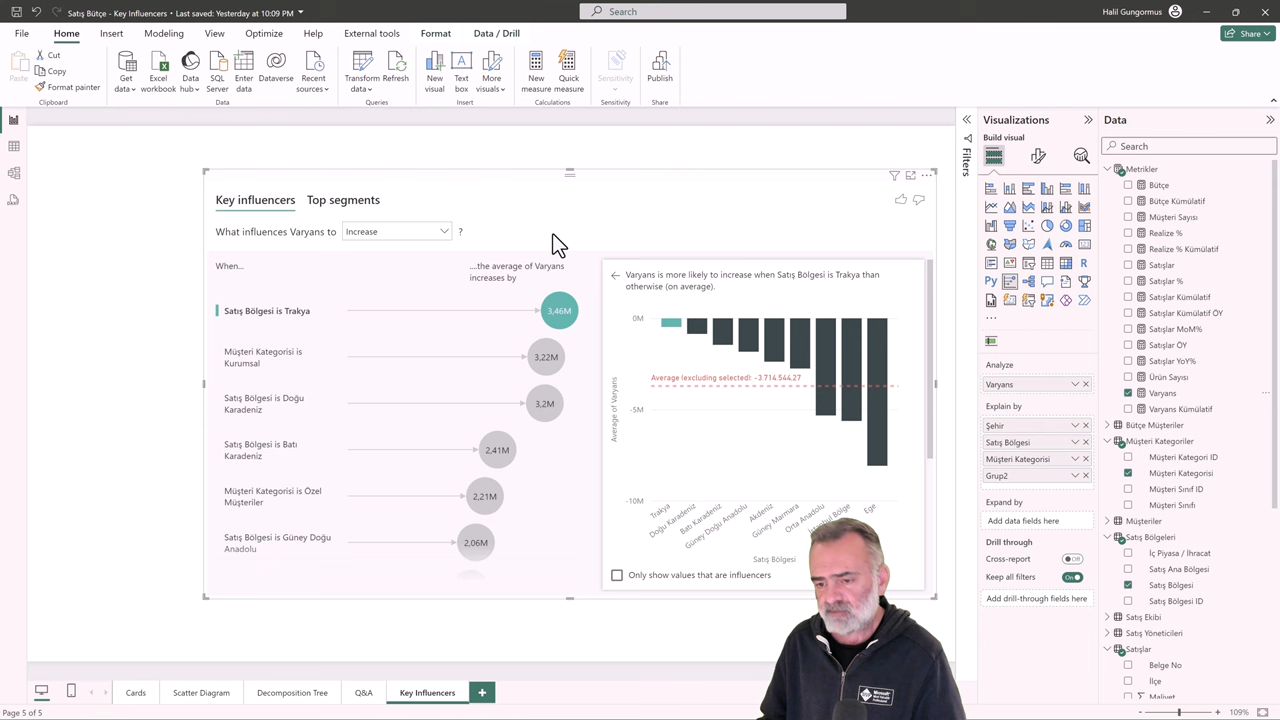 Satış Bütçe - Key Influencers • Last saved: Yesterday at 10:09 PM
Search
Halil Gungormus
File
Home
Insert
Modeling
View
Optimize
Help
External tools
Format
Data / Drill
Share
Paste
Cut
Copy
Format painter
Clipboard
Get data
Excel workbook
Data hub
SQL Server
Enter data
Dataverse
Recent sources
Data
Transform data
Refresh
Queries
New visual
Text box
More visuals
Insert
New measure
Quick measure
Calculations
Sensitivity
Sensitivity
Publish
Share
Key influencers
Top segments
What influences Varyans to
Increase
?
When...
....the average of Varyans
increases by
Satış Bölgesi is Trakya
3,46M
Müşteri Kategorisi is
Kurumsal
3,22M
Satış Bölgesi is Doğu
Karadeniz
3,2M
Satış Bölgesi is Batı
Karadeniz
2,41M
Müşteri Kategorisi is Özel
Müşteriler
2,21M
Satış Bölgesi is Güney Doğu
Anadolu
2,06M
Varyans is more likely to increase when Satış Bölgesi is Trakya than
otherwise (on average).
0M
Average (excluding selected): -3.714.544,27
-5M
-10M
Average of Varyans
Trakya
Doğu Karadeniz
Batı Karadeniz
Güney Doğu Anadolu
Akdeniz
Güney Marmara
Orta Anadolu
Ege
Satış Bölgesi
Only show values that are influencers
Filters
Visualizations
Build visual
R
Py
...
Analyze
Varyans
Explain by
Şehir
Satış Bölgesi
Müşteri Kategorisi
Grup2
Expand by
Add data fields here
Drill through
Cross-report
Off
Keep all filters
On
Add drill-through fields here
Data
Search
Metrikler
Bütçe
Bütçe Kümülatif
Müşteri Sayısı
Realize %
Realize % Kümülatif
Satışlar
Satışlar %
Satışlar Kümülatif
Satışlar Kümülatif ÖY
Satışlar MoM%
Satışlar ÖY
Satışlar YoY%
Ürün Sayısı
Varyans
Varyans Kümülatif
Bütçe Müşteriler
Müşteri Kategoriler
Müşteri Kategori ID
Müşteri Kategorisi
Müşteri Sınıf ID
Müşteri Sınıfı
Müşteriler
Satış Bölgeleri
İç Piyasa / İhracat
Satış Ana Bölgesi
Satış Bölgesi
Satış Bölgesi ID
Satış Ekibi
Satış Yöneticileri
Satışlar
Belge No
İlçe
Maliyet
Cards
Scatter Diagram
Decomposition Tree
Q&A
Key Influencers
+
Page 5 of 5
109%